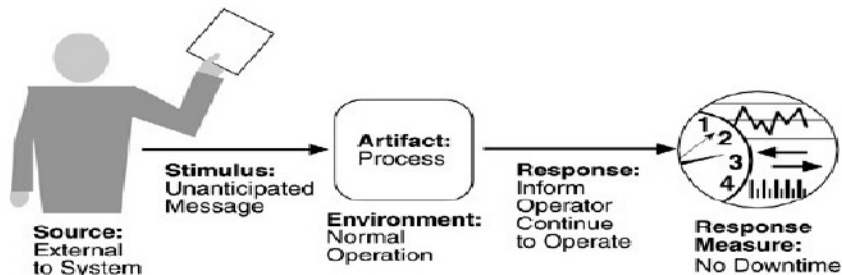 Source:
External
to System
Stimulus:
Unanticipated
Message
Artifact:
Process
Environment:
Normal
Operation
Response:
Inform
Operator
Continue
to Operate
1
2
3
4
Response
Measure:
No Downtime